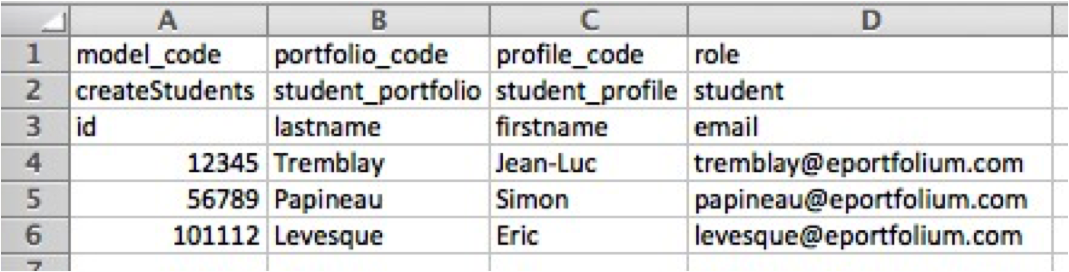 A B C D
1 model_code portfolio_code profile_code role
2 createStudents student_portfolio student_profile student
3 id lastname firstname email
4 12345 Tremblay Jean-Luc tremblay@eportfolium.com
5 56789 Papineau Simon papineau@eportfolium.com
6 101112 Levesque Eric levesque@eportfolium.com
7